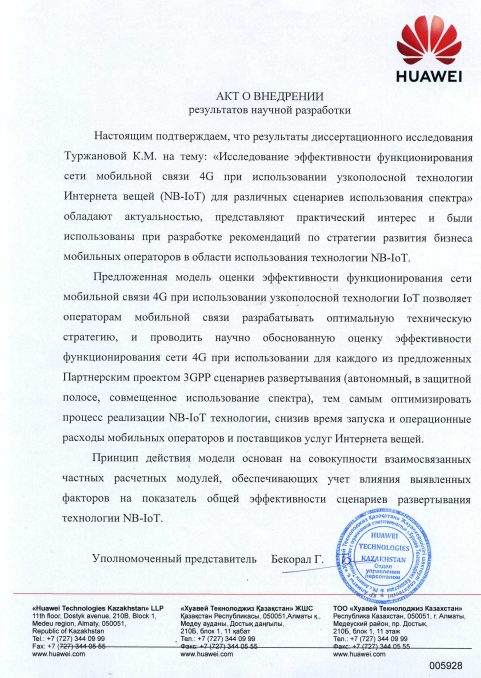 HUAWEI
АКТ О ВНЕДРЕНИИ
результатов научной разработки
Настоящим подтверждаем, что результаты диссертационного исследования
Туржановой К.М. на тему: «Исследование эффективности функционирования
сети мобильной связи 4G при использовании узкополосной технологии
Интернета вещей (NB-IoT) для различных сценариев использования спектра»
обладают актуальностью, представляют практический интерес и были
использованы при разработке рекомендаций по стратегии развития бизнеса
мобильных операторов в области использования технологии NB-IoT.
Предложенная модель оценки эффективности функционирования сети
мобильной связи 4G при использовании узкополосной технологии IoT позволяет
операторам мобильной связи разрабатывать оптимальную техническую
стратегию, и проводить научно обоснованную оценку эффективности
функционирования сети 4G при использовании для каждого из предложенных
Партнерским проектом 3GPP сценариев развертывания (автономный, в защитной
полосе, совмещенное использование спектра), тем самым оптимизировать
процесс реализации NB-IoT технологии, снизив время запуска и операционные
расходы мобильных операторов и поставщиков услуг Интернета вещей.
Принцип действия модели основан на совокупности взаимосвязанных
частных расчетных модулей, обеспечивающих учет влияния выявленных
факторов на показатель общей эффективности сценариев развертывания
технологии NB-IoT.
Уполномоченный представитель Бекорал Г.
HUAWEI
TECHNOLOGIES
KAZAKHSTAN
Отдел
управления
персоналом
«Huawei Technologies Kazakhstan» LLP
11th floor, Dostyk avenue, 210B, Block 1,
Medeu region, Almaty, 050051,
Republic of Kazakhstan
Tel.: +7 (727) 344 09 99
Fax: +7 (727) 344 05 55
www.huawei.com
«Хуавей Текнолоджиз Қазақстан» ЖШС
Қазақстан Республикасы, 050051,Алматы қ.,
Медеу ауданы, Достық даңғылы,
210Б, блок 1, 11 қабат
Тел.: +7 (727) 344 09 99
Факс: +7 (727) 344 05 55
www.huawei.com
ТОО «Хуавей Текнолоджиз Казахстан»
Республика Казахстан, 050051, г. Алматы,
Медеуский район, пр. Достык,
210Б, блок 1, 11 этаж
Тел.: +7 (727) 344 09 99
Факс: +7 (727) 344 05 55
www.huawei.com
005928